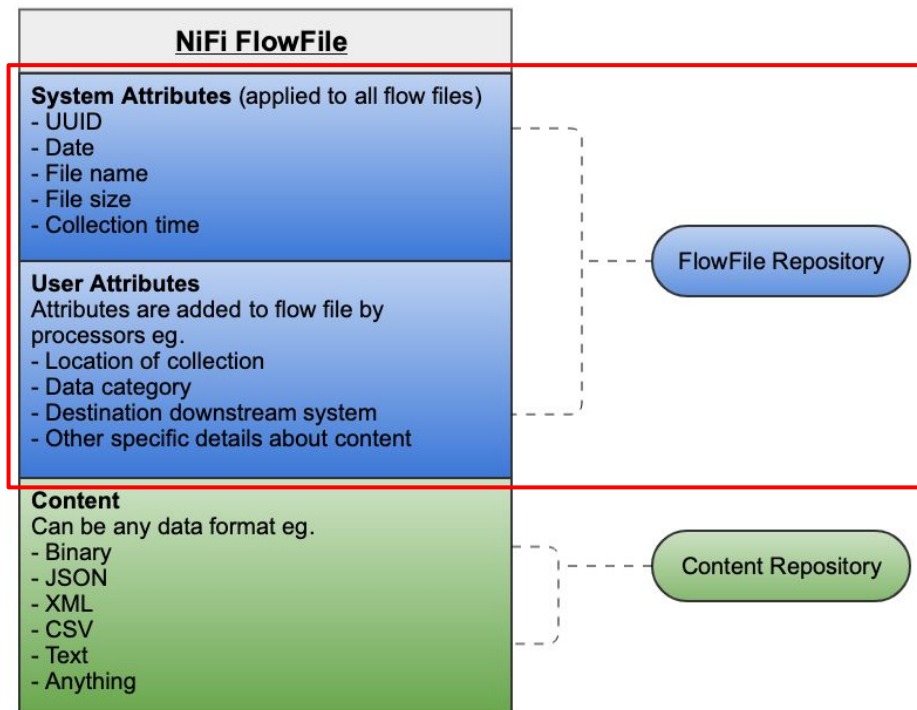 NiFi FlowFile
System Attributes (applied to all flow files)
- UUID
- Date
- File name
- File size
- Collection time
FlowFile Repository
User Attributes
Attributes are added to flow file by
processors eg.
- Location of collection
- Data category
- Destination downstream system
- Other specific details about content
Content
Can be any data format eg.
- Binary
- JSON
- XML
- CSV
- Text
- Anything
Content Repository